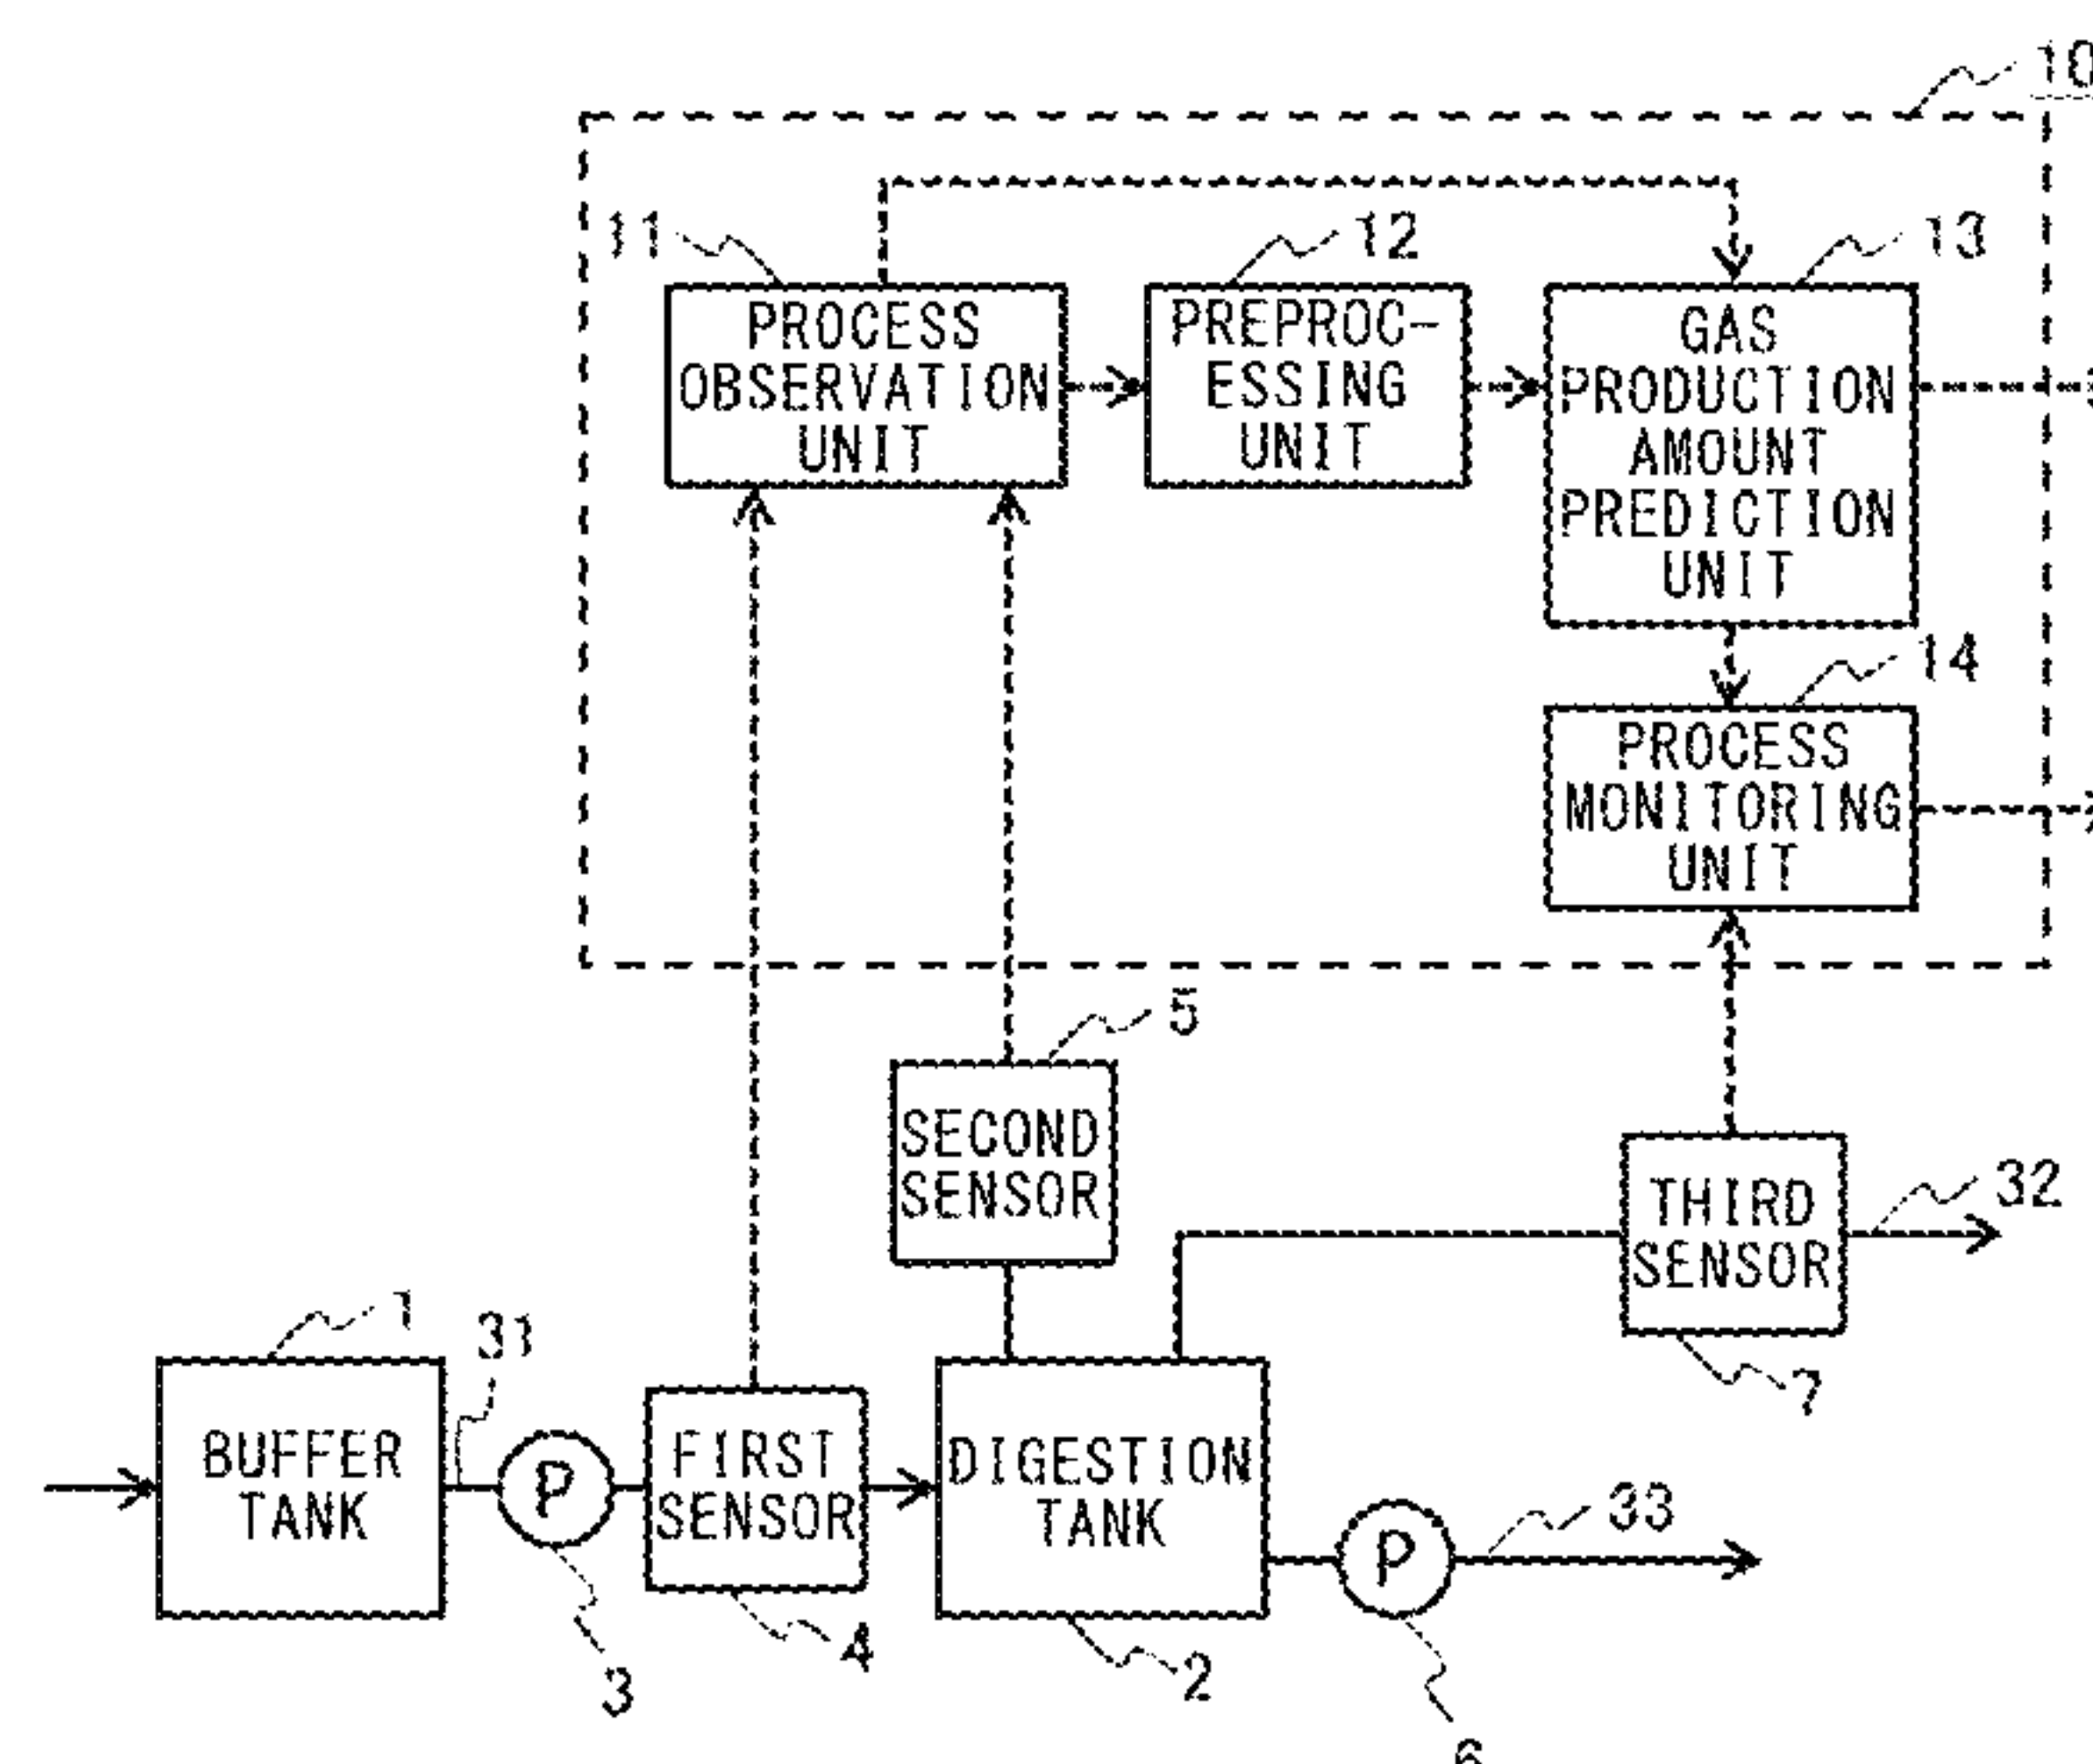 10
11
12
13
PROCESS
OBSERVATION
UNIT
PREPROC-
ESSING
UNIT
GAS
PRODUCTION
AMOUNT
PREDICTION
UNIT
14
PROCESS
MONITORING
UNIT
5
SECOND
SENSOR
THIRD
SENSOR
32
7
1
31
BUFFER
TANK
P
3
FIRST
SENSOR
4
DIGESTION
TANK
2
P
33
6